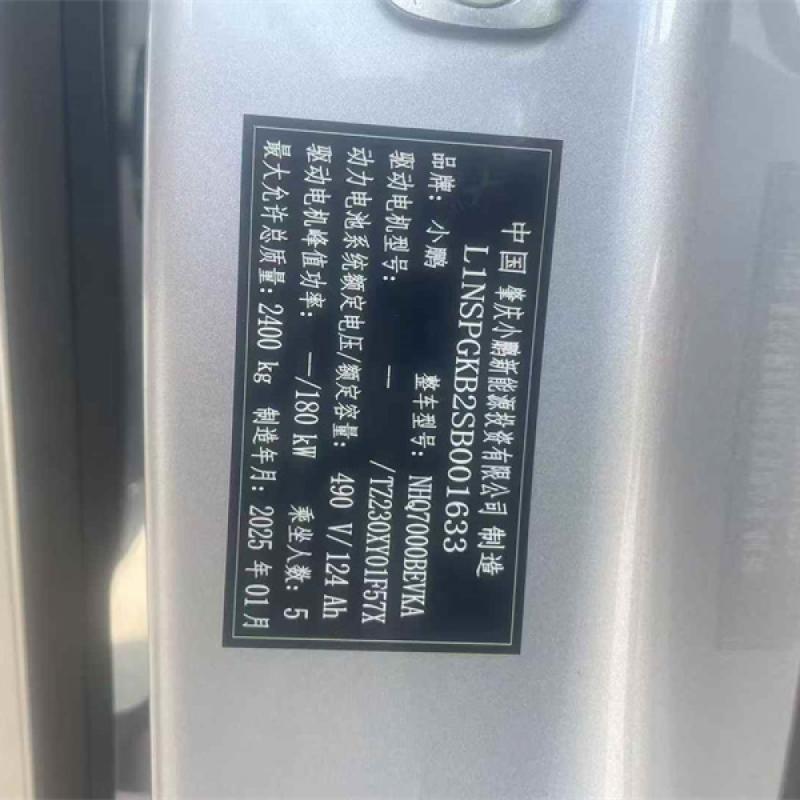 中国 肇庆小鹏新能源投资有限公司 制造
L1NSPGKB2SB001633
品牌：小鹏 整车型号：NHQ7000BEVKA
驱动电机型号：—/TZ230XY01F57X
动力电池系统额定电压/额定容量：490 V/124 Ah
驱动电机峰值功率：—/180 kW 乘坐人数：5
最大允许总质量：2400 kg 制造年月：2025 年 01 月